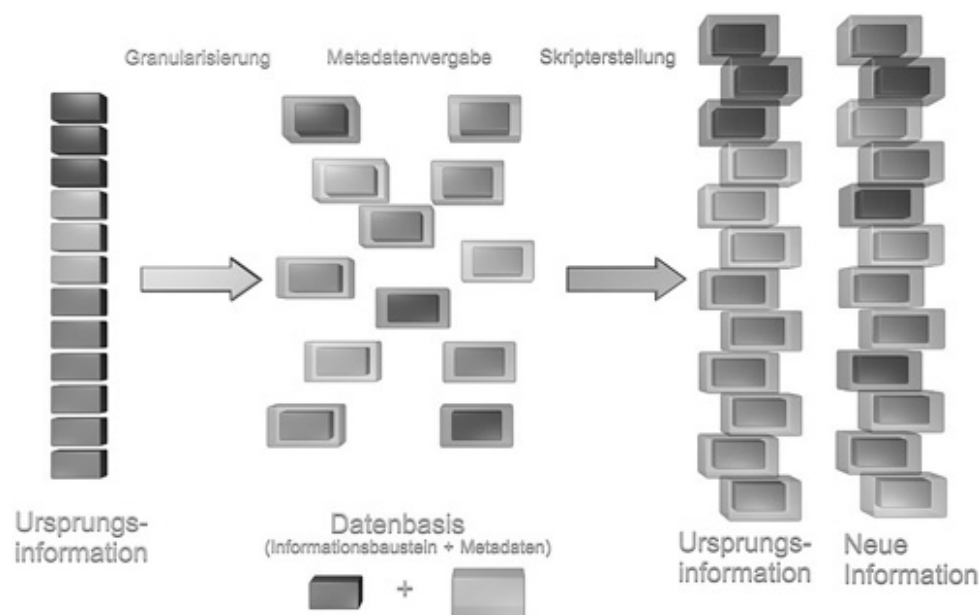 Granularisierung
Metadatenvergabe
Skripterstellung
Ursprungs-
information
Datenbasis
(Informationsbaustein + Metadaten)
+
Ursprungs-
information
Neue
Information